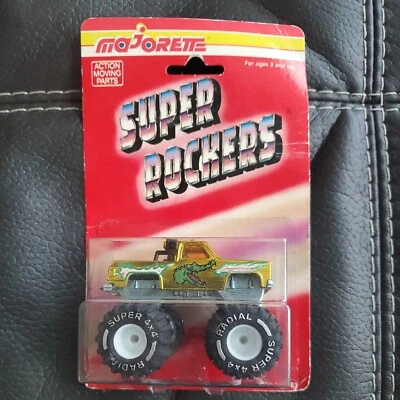 majorette
For ages 3 and up
ACTION
MOVING
PARTS
SUPER
ROCKERS
SUPER 4x4
RADIAL
RADIAL
SUPER 4x4